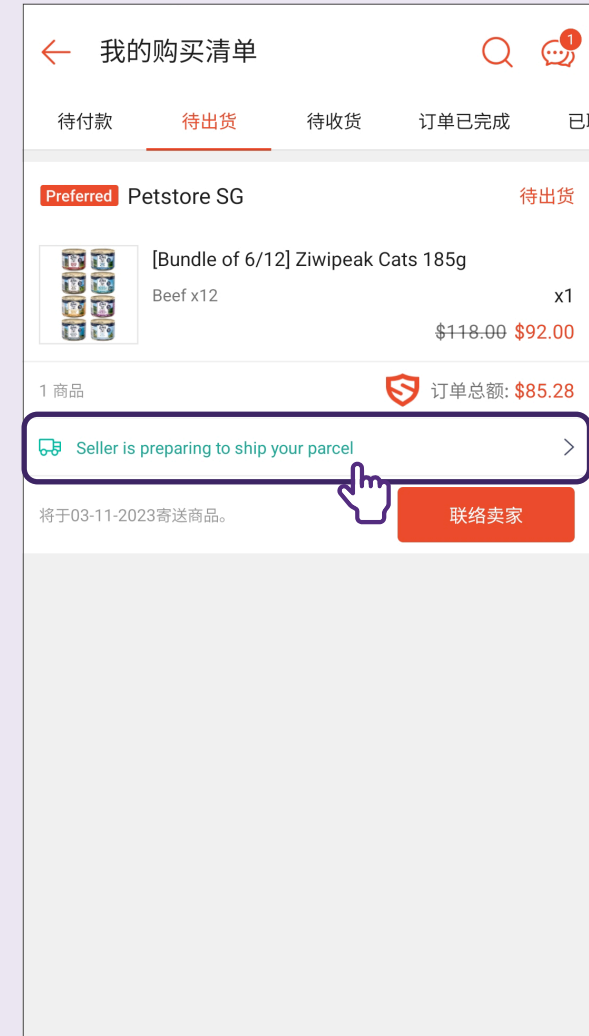 我的购买清单
1
待付款 待出货 待收货 订单已完成 已
Preferred Petstore SG 待出货
[Bundle of 6/12] Ziwipeak Cats 185g
Beef x12 x1
$118.00 $92.00
1 商品 订单总额: $85.28
Seller is preparing to ship your parcel
将于03-11-2023寄送商品。 联络卖家